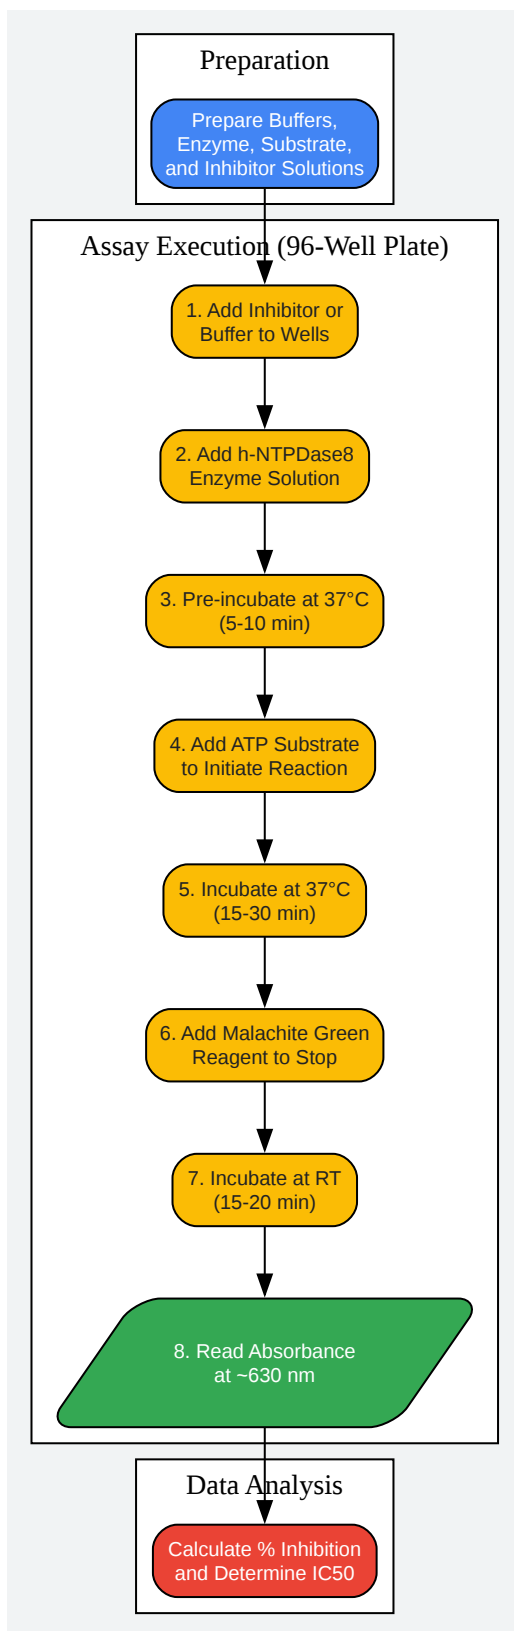 Preparation
Prepare Buffers,
Enzyme, Substrate,
and Inhibitor Solutions
Assay Execution (96-Well Plate)
1. Add Inhibitor or
Buffer to Wells
2. Add h-NTPDase8
Enzyme Solution
3. Pre-incubate at 37°C
(5-10 min)
4. Add ATP Substrate
to Initiate Reaction
5. Incubate at 37°C
(15-30 min)
6. Add Malachite Green
Reagent to Stop
7. Incubate at RT
(15-20 min)
8. Read Absorbance
at ~630 nm
Data Analysis
Calculate % Inhibition
and Determine IC50